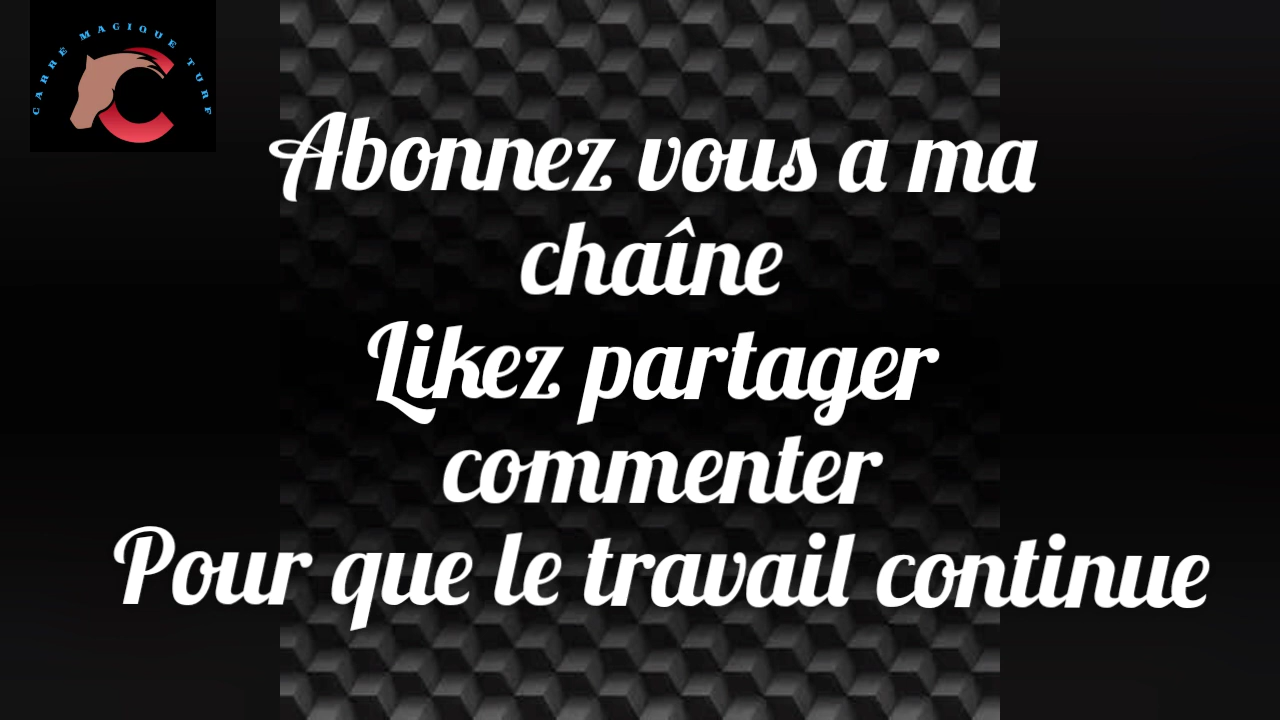 CARRÉ MAGIQUE TURF
Abonnez vous a ma
chaîne
Likez partager
commenter
Pour que le travail continue